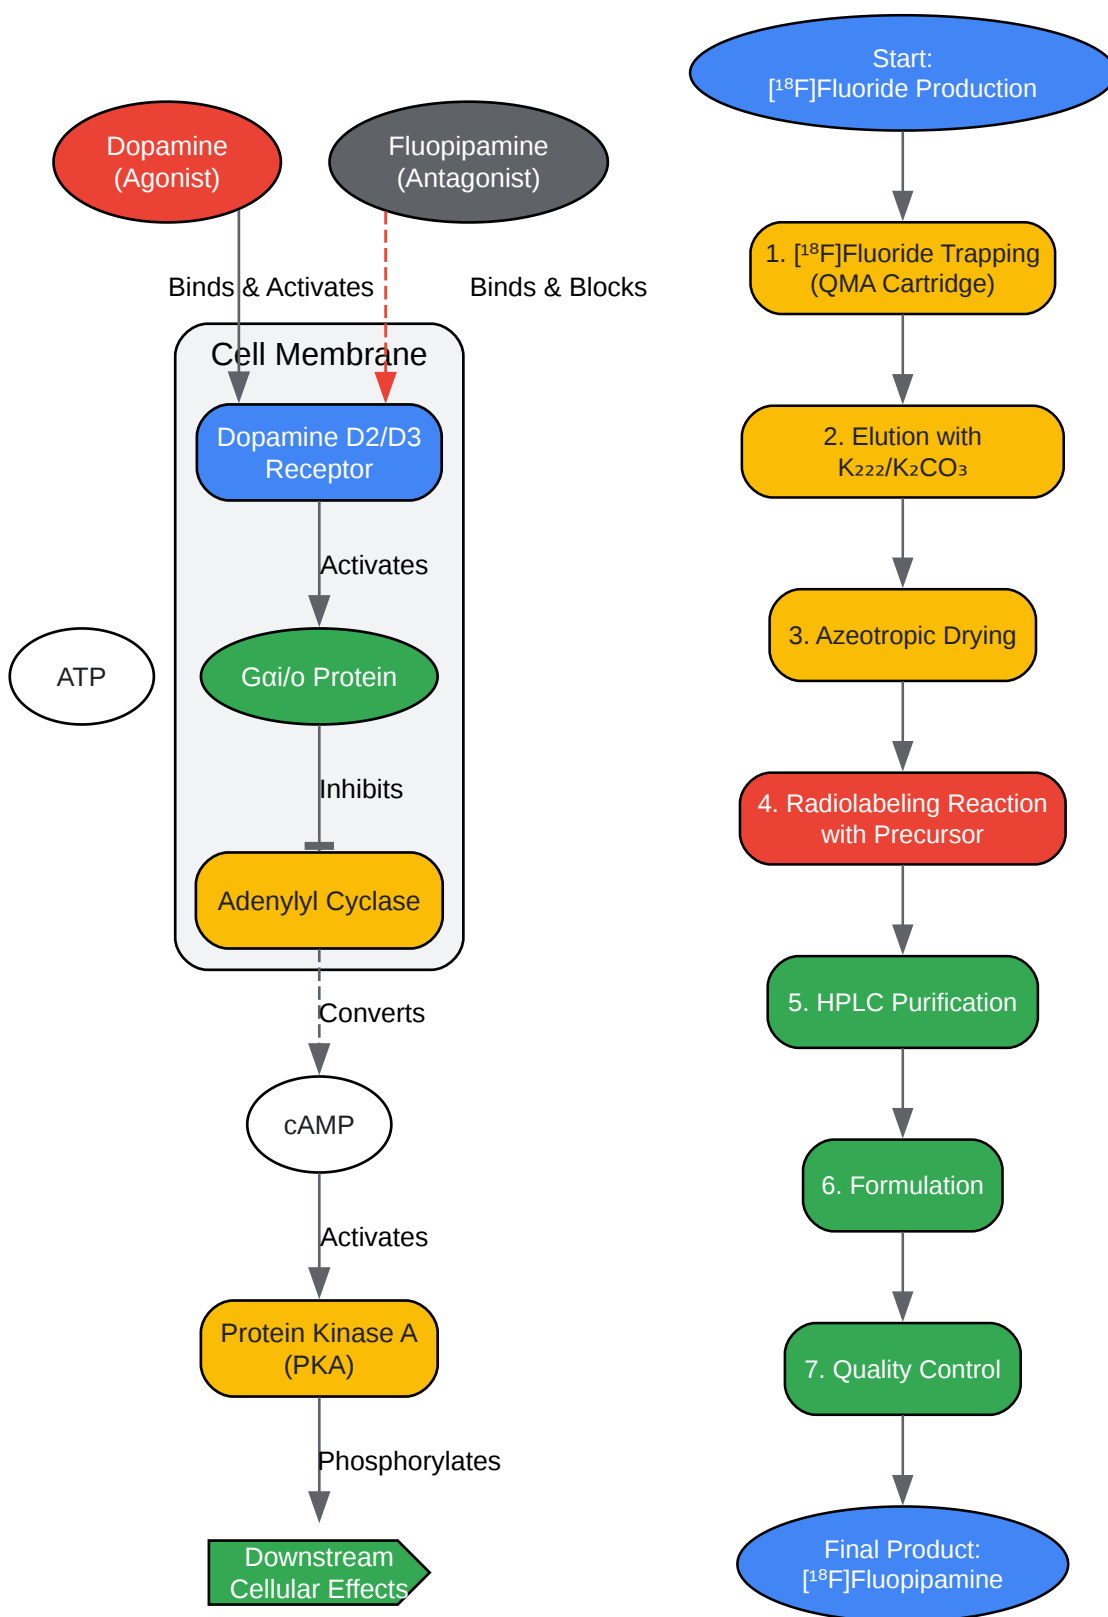 Dopamine
(Agonist)
Fluopipamine
(Antagonist)
Binds & Activates
Binds & Blocks
Cell Membrane
Dopamine D2/D3
Receptor
Activates
ATP
Gαi/o Protein
Inhibits
Adenylyl Cyclase
Converts
cAMP
Activates
Protein Kinase A
(PKA)
Phosphorylates
Downstream
Cellular Effects
Start:
[¹⁸F]Fluoride Production
1. [¹⁸F]Fluoride Trapping
(QMA Cartridge)
2. Elution with
K₂₂₂/K₂CO₃
3. Azeotropic Drying
4. Radiolabeling Reaction
with Precursor
5. HPLC Purification
6. Formulation
7. Quality Control
Final Product:
[¹⁸F]Fluopipamine